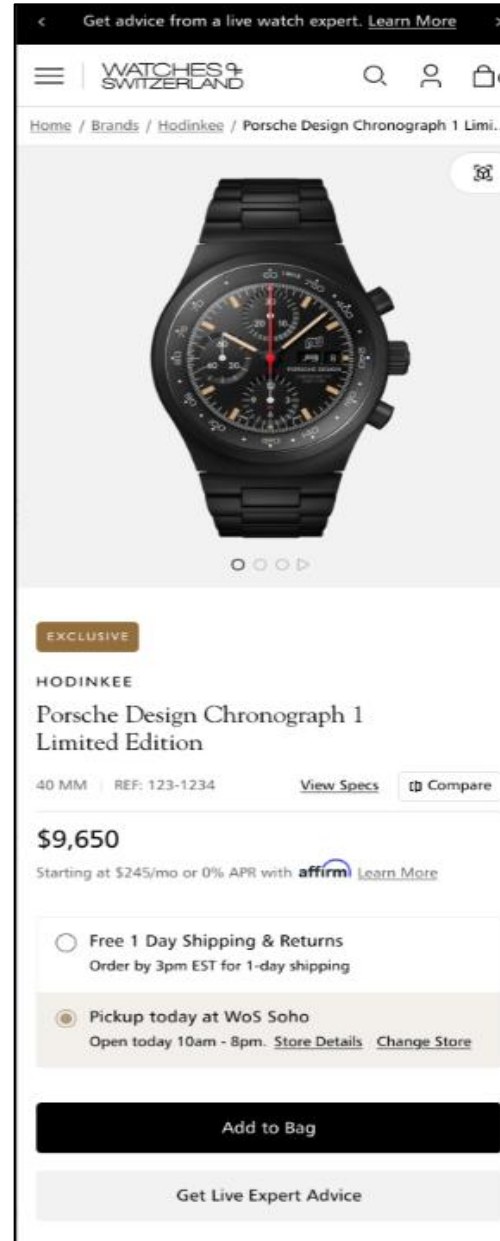 Get advice from a live watch expert. Learn More
WATCHES OF
SWITZERLAND
Home / Brands / Hodinkee / Porsche Design Chronograph 1 Limi...
PORSCHE DESIGN
EXCLUSIVE
HODINKEE
Porsche Design Chronograph 1
Limited Edition
40 MM | REF: 123-1234 View Specs Compare
$9,650
Starting at $245/mo or 0% APR with affirm Learn More
Free 1 Day Shipping & Returns
Order by 3pm EST for 1-day shipping
Pickup today at WoS Soho
Open today 10am - 8pm. Store Details Change Store
Add to Bag
Get Live Expert Advice